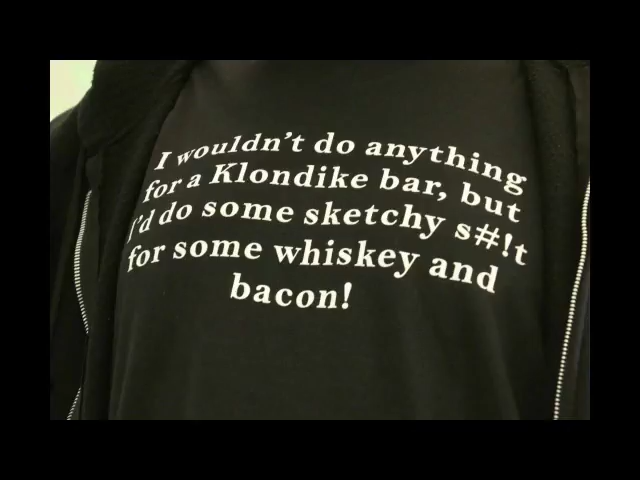 I wouldn't do anything
for a Klondike bar, but
I'd do some sketchy s#!t
for some whiskey and
bacon!